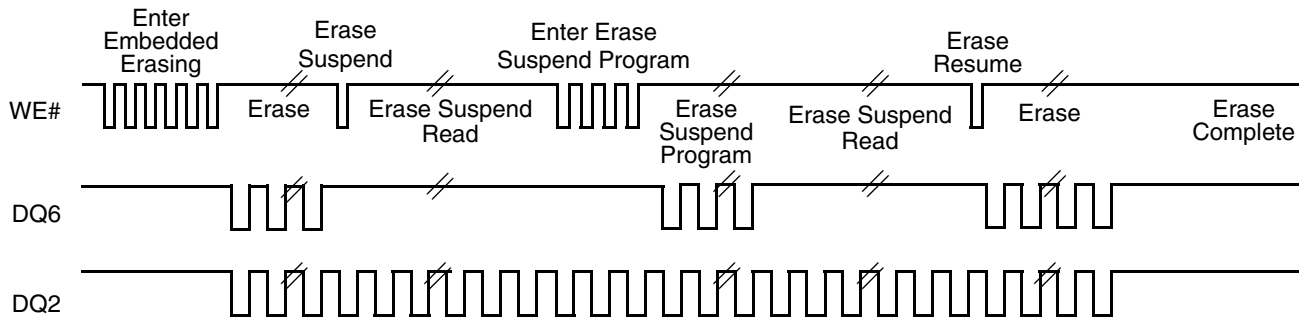 Enter
Embedded
Erasing
Erase
Suspend
Enter Erase
Suspend Program
Erase
Resume
WE#
Erase
Erase Suspend
Read
Erase
Suspend
Program
Erase Suspend
Read
Erase
Erase
Complete
DQ6
DQ2